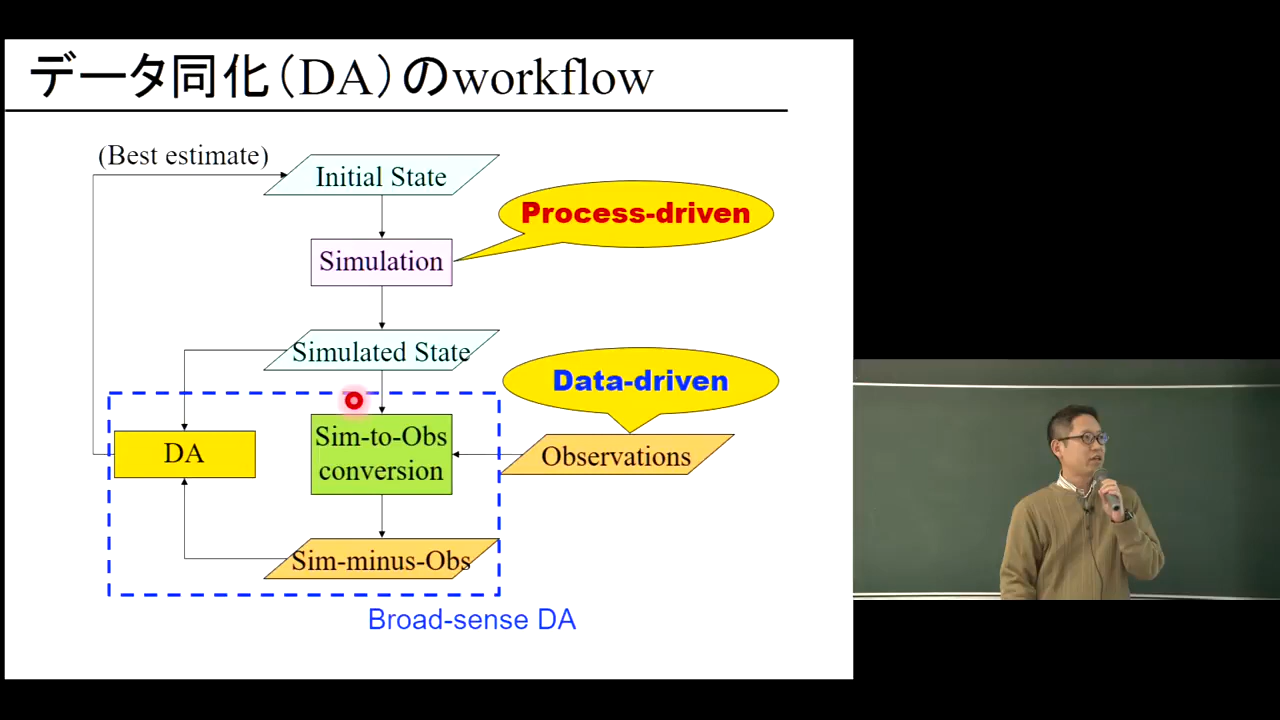 データ同化（DA）のworkflow
(Best estimate)
Initial State
Process-driven
Simulation
Simulated State
Data-driven
DA
Sim-to-Obs
conversion
Observations
Sim-minus-Obs
Broad-sense DA